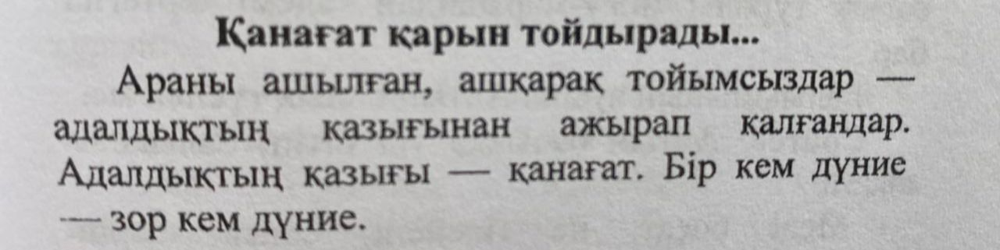 Қанағат қарын тойдырады...
Араны ашылған, ашқарақ тойымсыздар —
адалдықтың қазығынан ажырап қалғандар.
Адалдықтың қазығы — қанағат. Бір кем дүние
— зор кем дүние.